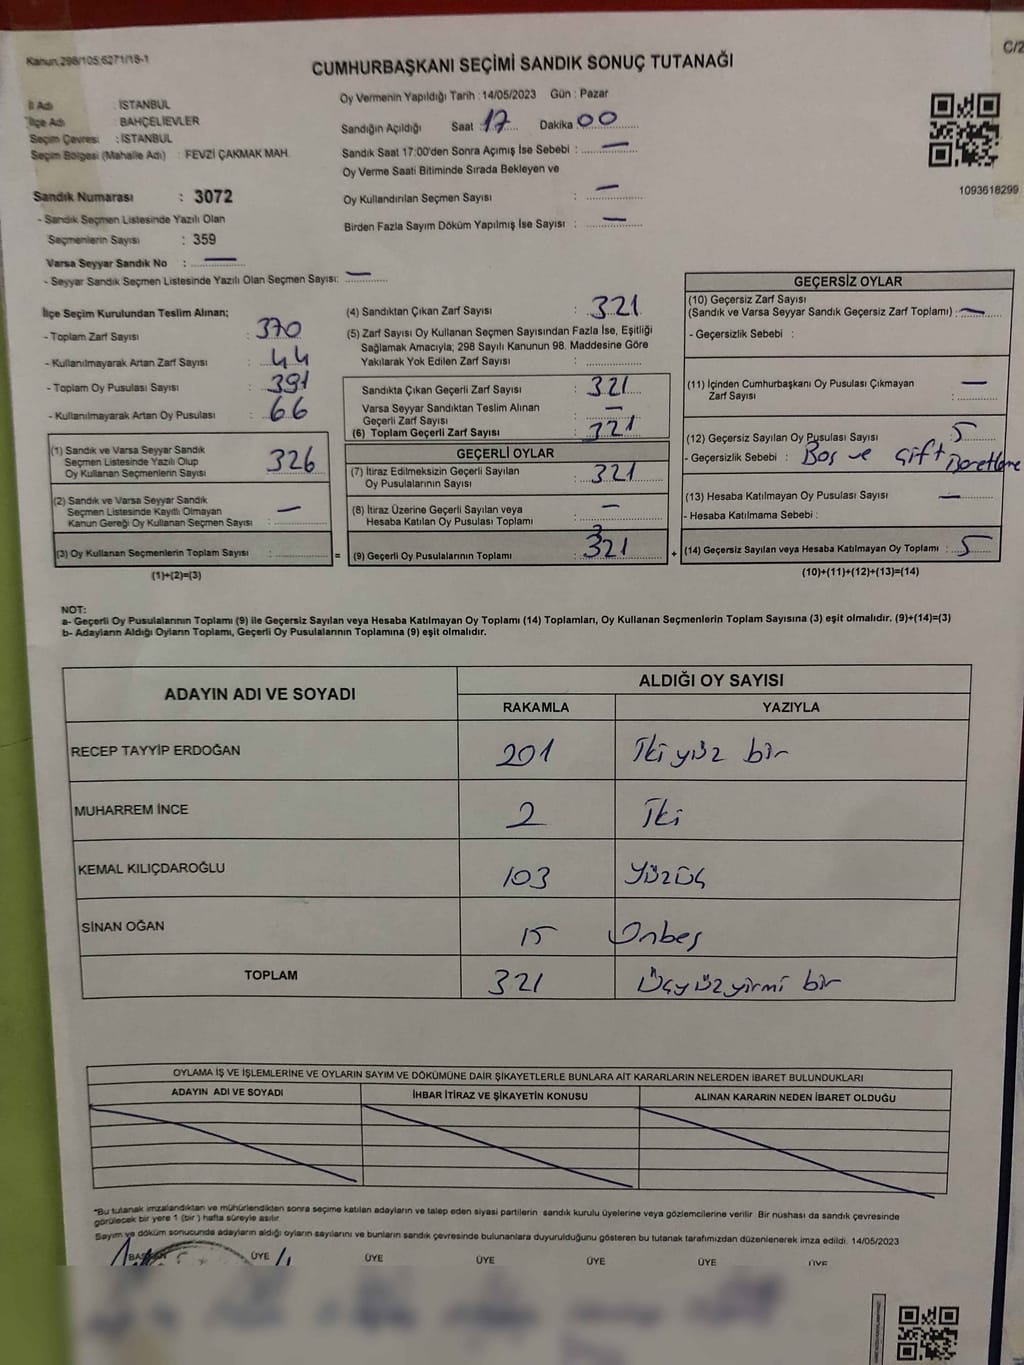 Kanun,298/105;6271/18-1
C/2
CUMHURBAŞKANI SEÇİMİ SANDIK SONUÇ TUTANAĞI
İl Adı : İSTANBUL
İlçe Adı : BAHÇELİEVLER
Seçim Çevresi : İSTANBUL
Seçim Bölgesi (Mahalle Adı) : FEVZİ ÇAKMAK MAH.
Oy Vermenin Yapıldığı Tarih : 14/05/2023 Gün : Pazar
Sandığın Açıldığı Saat 17 Dakika 00
Sandık Saat 17:00'den Sonra Açımış İse Sebebi : —
Oy Verme Saati Bitiminde Sırada Bekleyen ve
Oy Kullandırılan Seçmen Sayısı : —
Birden Fazla Sayım Döküm Yapılmış İse Sayısı : —
1093618299
Sandık Numarası : 3072
- Sandık Seçmen Listesinde Yazılı Olan
Seçmenlerin Sayısı : 359
Varsa Seyyar Sandık No : —
- Seyyar Sandık Seçmen Listesinde Yazılı Olan Seçmen Sayısı: —
İlçe Seçim Kurulundan Teslim Alınan;
- Toplam Zarf Sayısı : 370
- Kullanılmayarak Artan Zarf Sayısı : 44
- Toplam Oy Pusulası Sayısı : 391
- Kullanılmayarak Artan Oy Pusulası : 66
(1) Sandık ve Varsa Seyyar Sandık
Seçmen Listesinde Yazılı Olup
Oy Kullanan Seçmenlerin Sayısı : 326
(2) Sandık ve Varsa Seyyar Sandık
Seçmen Listesinde Kayıtlı Olmayan
Kanun Gereği Oy Kullanan Seçmen Sayısı : —
(3) Oy Kullanan Seçmenlerin Toplam Sayısı :
(1)+(2)=(3)
(4) Sandıktan Çıkan Zarf Sayısı : 321
(5) Zarf Sayısı Oy Kullanan Seçmen Sayısından Fazla İse, Eşitliği
Sağlamak Amacıyla; 298 Sayılı Kanunun 98. Maddesine Göre
Yakılarak Yok Edilen Zarf Sayısı :
Sandıkta Çıkan Geçerli Zarf Sayısı : 321
Varsa Seyyar Sandıktan Teslim Alınan
Geçerli Zarf Sayısı : —
(6) Toplam Geçerli Zarf Sayısı : 321
GEÇERLİ OYLAR
(7) İtiraz Edilmeksizin Geçerli Sayılan
Oy Pusulalarının Sayısı : 321
(8) İtiraz Üzerine Geçerli Sayılan veya
Hesaba Katılan Oy Pusulası Toplamı : —
= (9) Geçerli Oy Pusulalarının Toplamı : 321
GEÇERSİZ OYLAR
(10) Geçersiz Zarf Sayısı
(Sandık ve Varsa Seyyar Sandık Geçersiz Zarf Toplamı) : —
- Geçersizlik Sebebi :
(11) İçinden Cumhurbaşkanı Oy Pusulası Çıkmayan
Zarf Sayısı : —
(12) Geçersiz Sayılan Oy Pusulası Sayısı : 5
- Geçersizlik Sebebi : Boş ve Çift
(13) Hesaba Katılmayan Oy Pusulası Sayısı : —
- Hesaba Katılmama Sebebi :
+ (14) Geçersiz Sayılan veya Hesaba Katılmayan Oy Toplamı : 5
(10)+(11)+(12)+(13)=(14)
NOT:
a- Geçerli Oy Pusulalarının Toplamı (9) ile Geçersiz Sayılan veya Hesaba Katılmayan Oy Toplamı (14) Toplamları, Oy Kullanan Seçmenlerin Toplam Sayısına (3) eşit olmalıdır. (9)+(14)=(3)
b- Adayların Aldığı Oyların Toplamı, Geçerli Oy Pusulalarının Toplamına (9) eşit olmalıdır.
ADAYIN ADI VE SOYADI ALDIĞI OY SAYISI
RAKAMLA YAZIYLA
RECEP TAYYİP ERDOĞAN 201 İkiyüz bir
MUHARREM İNCE 2 İki
KEMAL KILIÇDAROĞLU 103 Yüzüç
SİNAN OĞAN 15 Onbeş
TOPLAM 321 Üçyüzyirmi bir
OYLAMA İŞ VE İŞLEMLERİNE VE OYLARIN SAYIM VE DÖKÜMÜNE DAİR ŞİKAYETLERLE BUNLARA AİT KARARLARIN NELERDEN İBARET BULUNDUKLARI
ADAYIN ADI VE SOYADI İHBAR İTİRAZ VE ŞİKAYETİN KONUSU ALINAN KARARIN NEDEN İBARET OLDUĞU
*Bu tutanak imzalandıktan ve mühürlendikten sonra seçime katılan adayların ve talep eden siyasi partilerin sandık kurulu üyelerine veya gözlemcilerine verilir Bir nüshası da sandık çevresinde
görülecek bir yere 1 (bir ) hafta süreyle asılır.
Sayım ve döküm sonucunda adayların aldığı oyların sayılarını ve bunların sandık çevresinde bulunanlara duyurulduğunu gösteren bu tutanak tarafımızdan düzenlenerek imza edildi. 14/05/2023
BAŞKAN ÜYE ÜYE ÜYE ÜYE ÜYE ÜYE